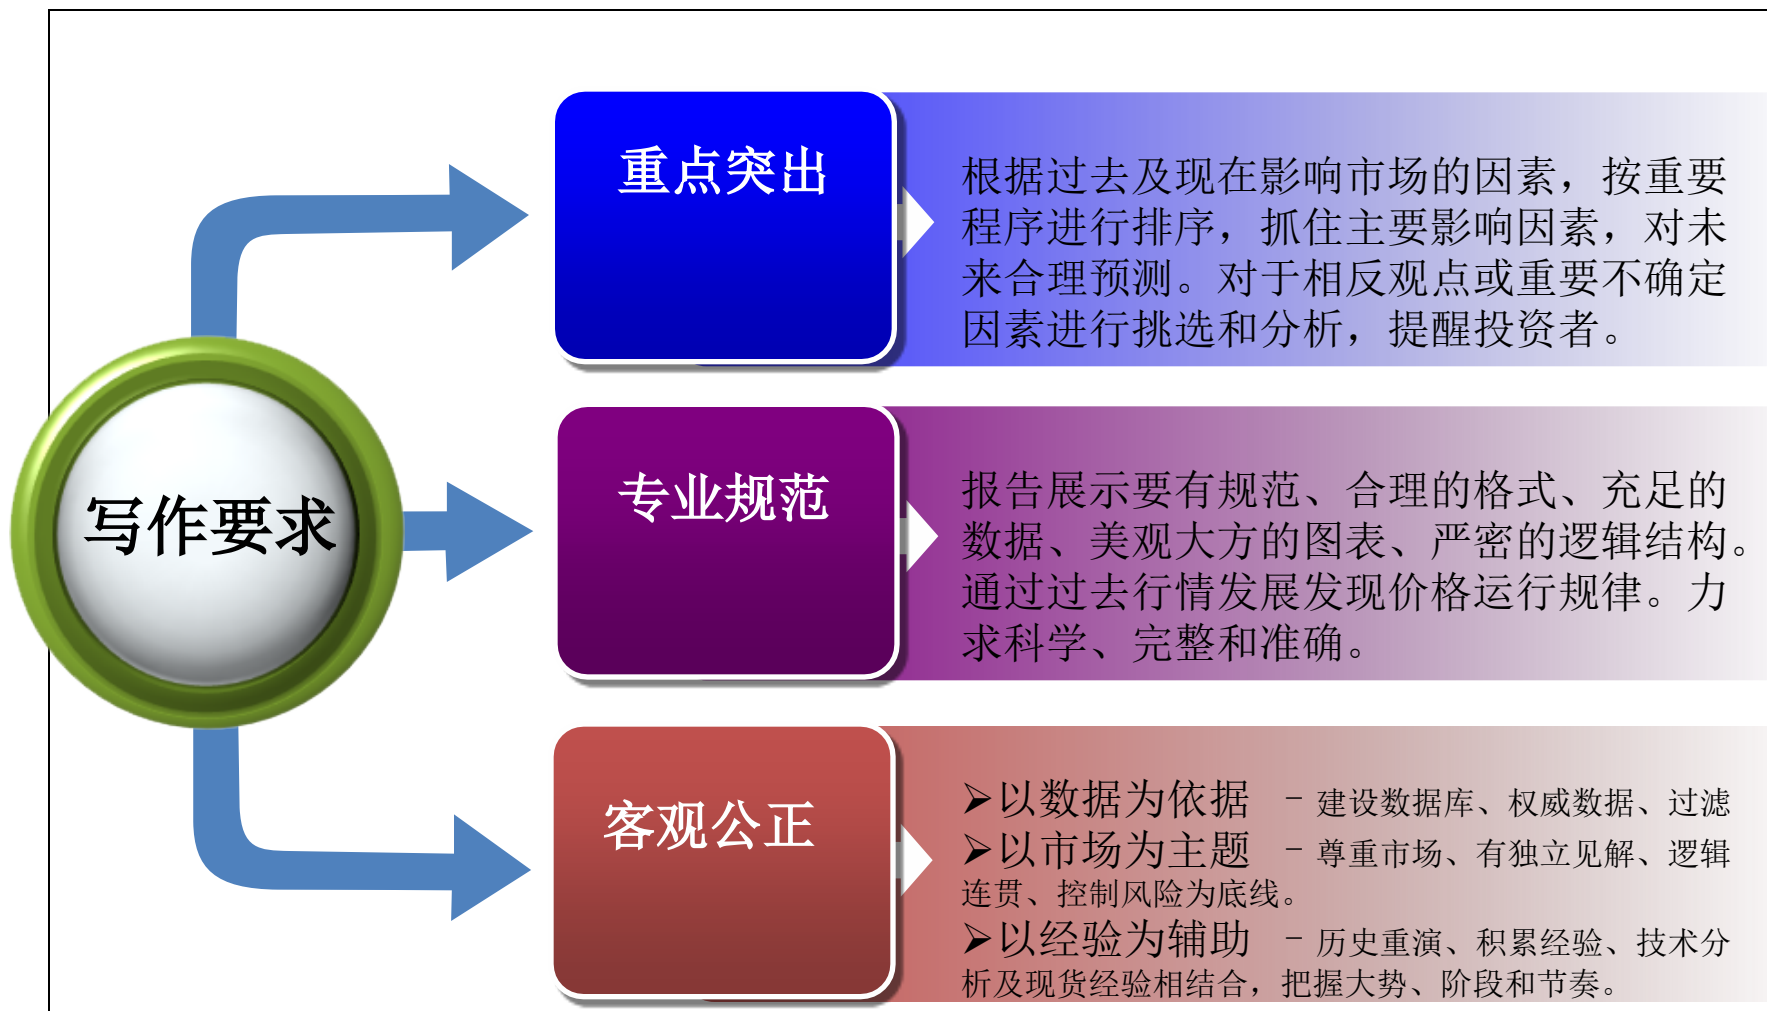 写作要求
重点突出
根据过去及现在影响市场的因素，按重要
程序进行排序，抓住主要影响因素，对未
来合理预测。对于相反观点或重要不确定
因素进行挑选和分析，提醒投资者。
专业规范
报告展示要有规范、合理的格式、充足的
数据、美观大方的图表、严密的逻辑结构。
通过过去行情发展发现价格运行规律。力
求科学、完整和准确。
客观公正
➢以数据为依据 – 建设数据库、权威数据、过滤
➢以市场为主题 – 尊重市场、有独立见解、逻辑
连贯、控制风险为底线。
➢以经验为辅助 – 历史重演、积累经验、技术分
析及现货经验相结合，把握大势、阶段和节奏。